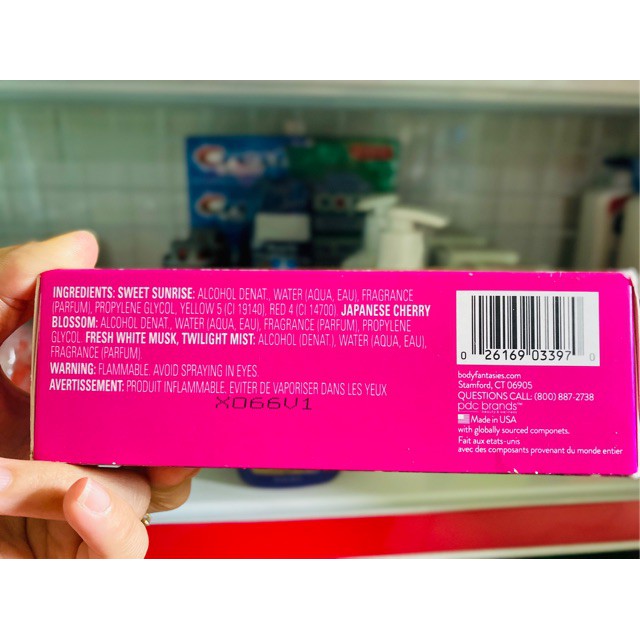 INGREDIENTS: SWEET SUNRISE: ALCOHOL DENAT., WATER (AQUA, EAU), FRAGRANCE
(PARFUM), PROPYLENE GLYCOL, YELLOW 5 (CI 19140), RED 4 (CI 14700). JAPANESE CHERRY
BLOSSOM: ALCOHOL DENAT., WATER (AQUA, EAU), FRAGRANCE (PARFUM), PROPYLENE
GLYCOL. FRESH WHITE MUSK, TWILIGHT MIST: ALCOHOL (DENAT.), WATER (AQUA, EAU),
FRAGRANCE (PARFUM).
WARNING: FLAMMABLE. AVOID SPRAYING IN EYES.
AVERTISSEMENT: PRODUIT INFLAMMABLE. EVITER DE VAPORISER DANS LES YEUX
X066V1
0 26169 03397 0
bodyfantasies.com
Stamford, CT 06905
QUESTIONS CALL: (800) 887-2738
pdc brands™
Made in USA
with globally sourced componets.
Fait aux etats-unis
avec des composants provenant du monde entier